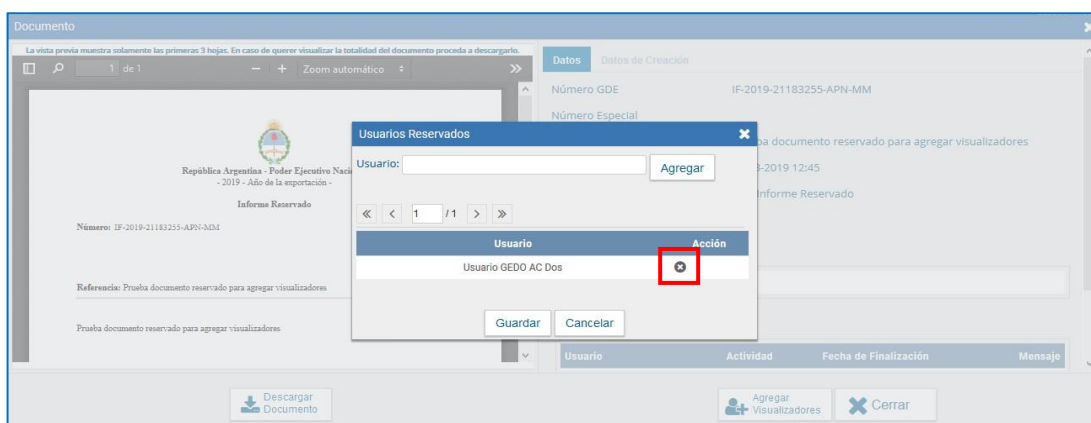 Documento
La vista previa muestra solamente las primeras 3 hojas. En caso de querer visualizar la totalidad del documento proceda a descargarlo.
1 de 1
Zoom automático
República Argentina - Poder Ejecutivo Naci
- 2019 - Año de la exportación -
Informe Reservado
Número: IF-2019-21183255-APN-MM
Referencia: Prueba documento reservado para agregar visualizadores
Prueba documento reservado para agregar visualizadores
Usuarios Reservados
Usuario:
Agregar
1 / 1
Usuario Acción
Usuario GEDO AC Dos
Guardar Cancelar
Datos Datos de Creación
Número GDE IF-2019-21183255-APN-MM
Número Especial
ba documento reservado para agregar visualizadores
-2019 12:45
Informe Reservado
Usuario Actividad Fecha de Finalización Mensaje
Descargar
Documento
Agregar
Visualizadores
Cerrar